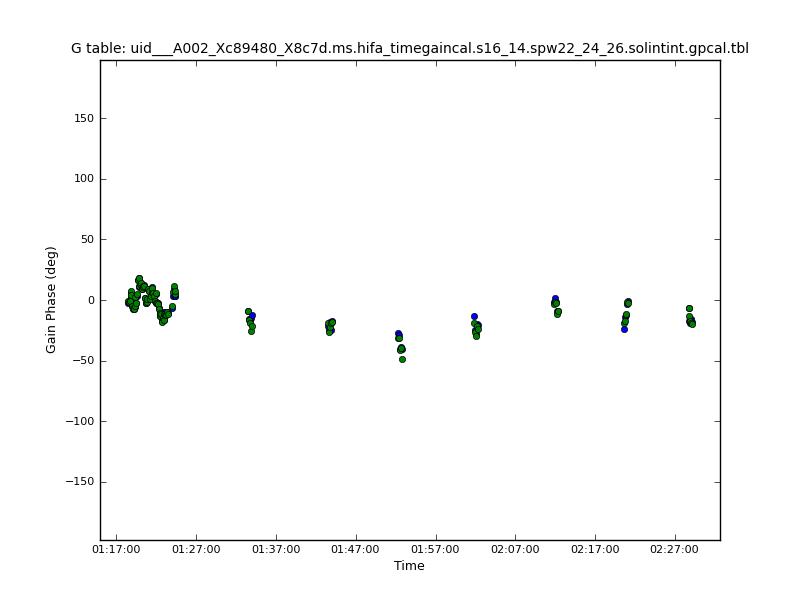 G table: uid___A002_Xc89480_X8c7d.ms.hifa_timegaincal.s16_14.spw22_24_26.solintint.gpcal.tbl
Gain Phase (deg)
150
100
50
0
−50
−100
−150
01:17:00 01:27:00 01:37:00 01:47:00 01:57:00 02:07:00 02:17:00 02:27:00
Time